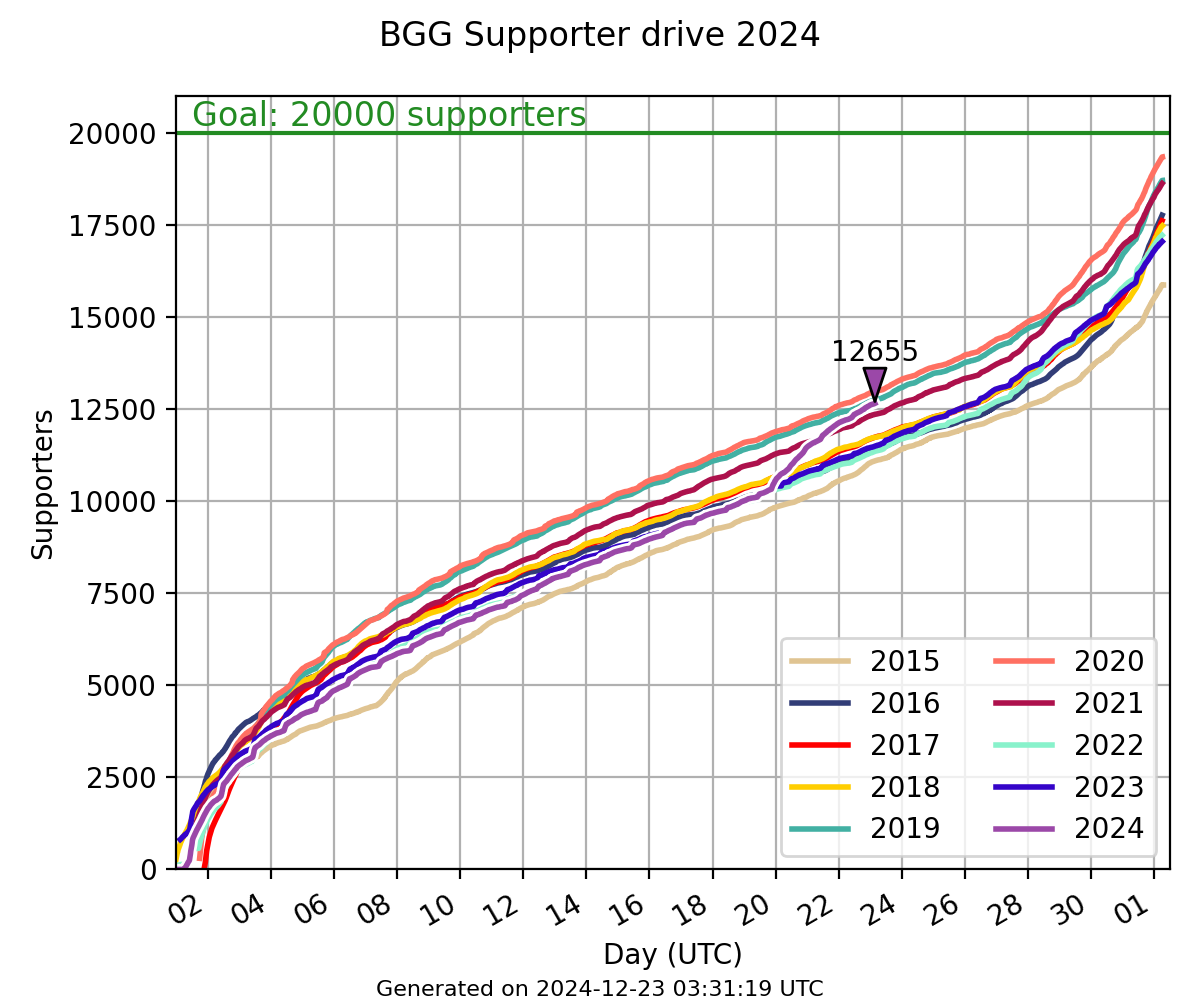 BGG Supporter drive 2024
Goal: 20000 supporters
20000
17500
15000
12500
10000
7500
5000
2500
0
Supporters
12655
2015 2020
2016 2021
2017 2022
2018 2023
2019 2024
02 04 06 08 10 12 14 16 18 20 22 24 26 28 30 01
Day (UTC)
Generated on 2024-12-23 03:31:19 UTC